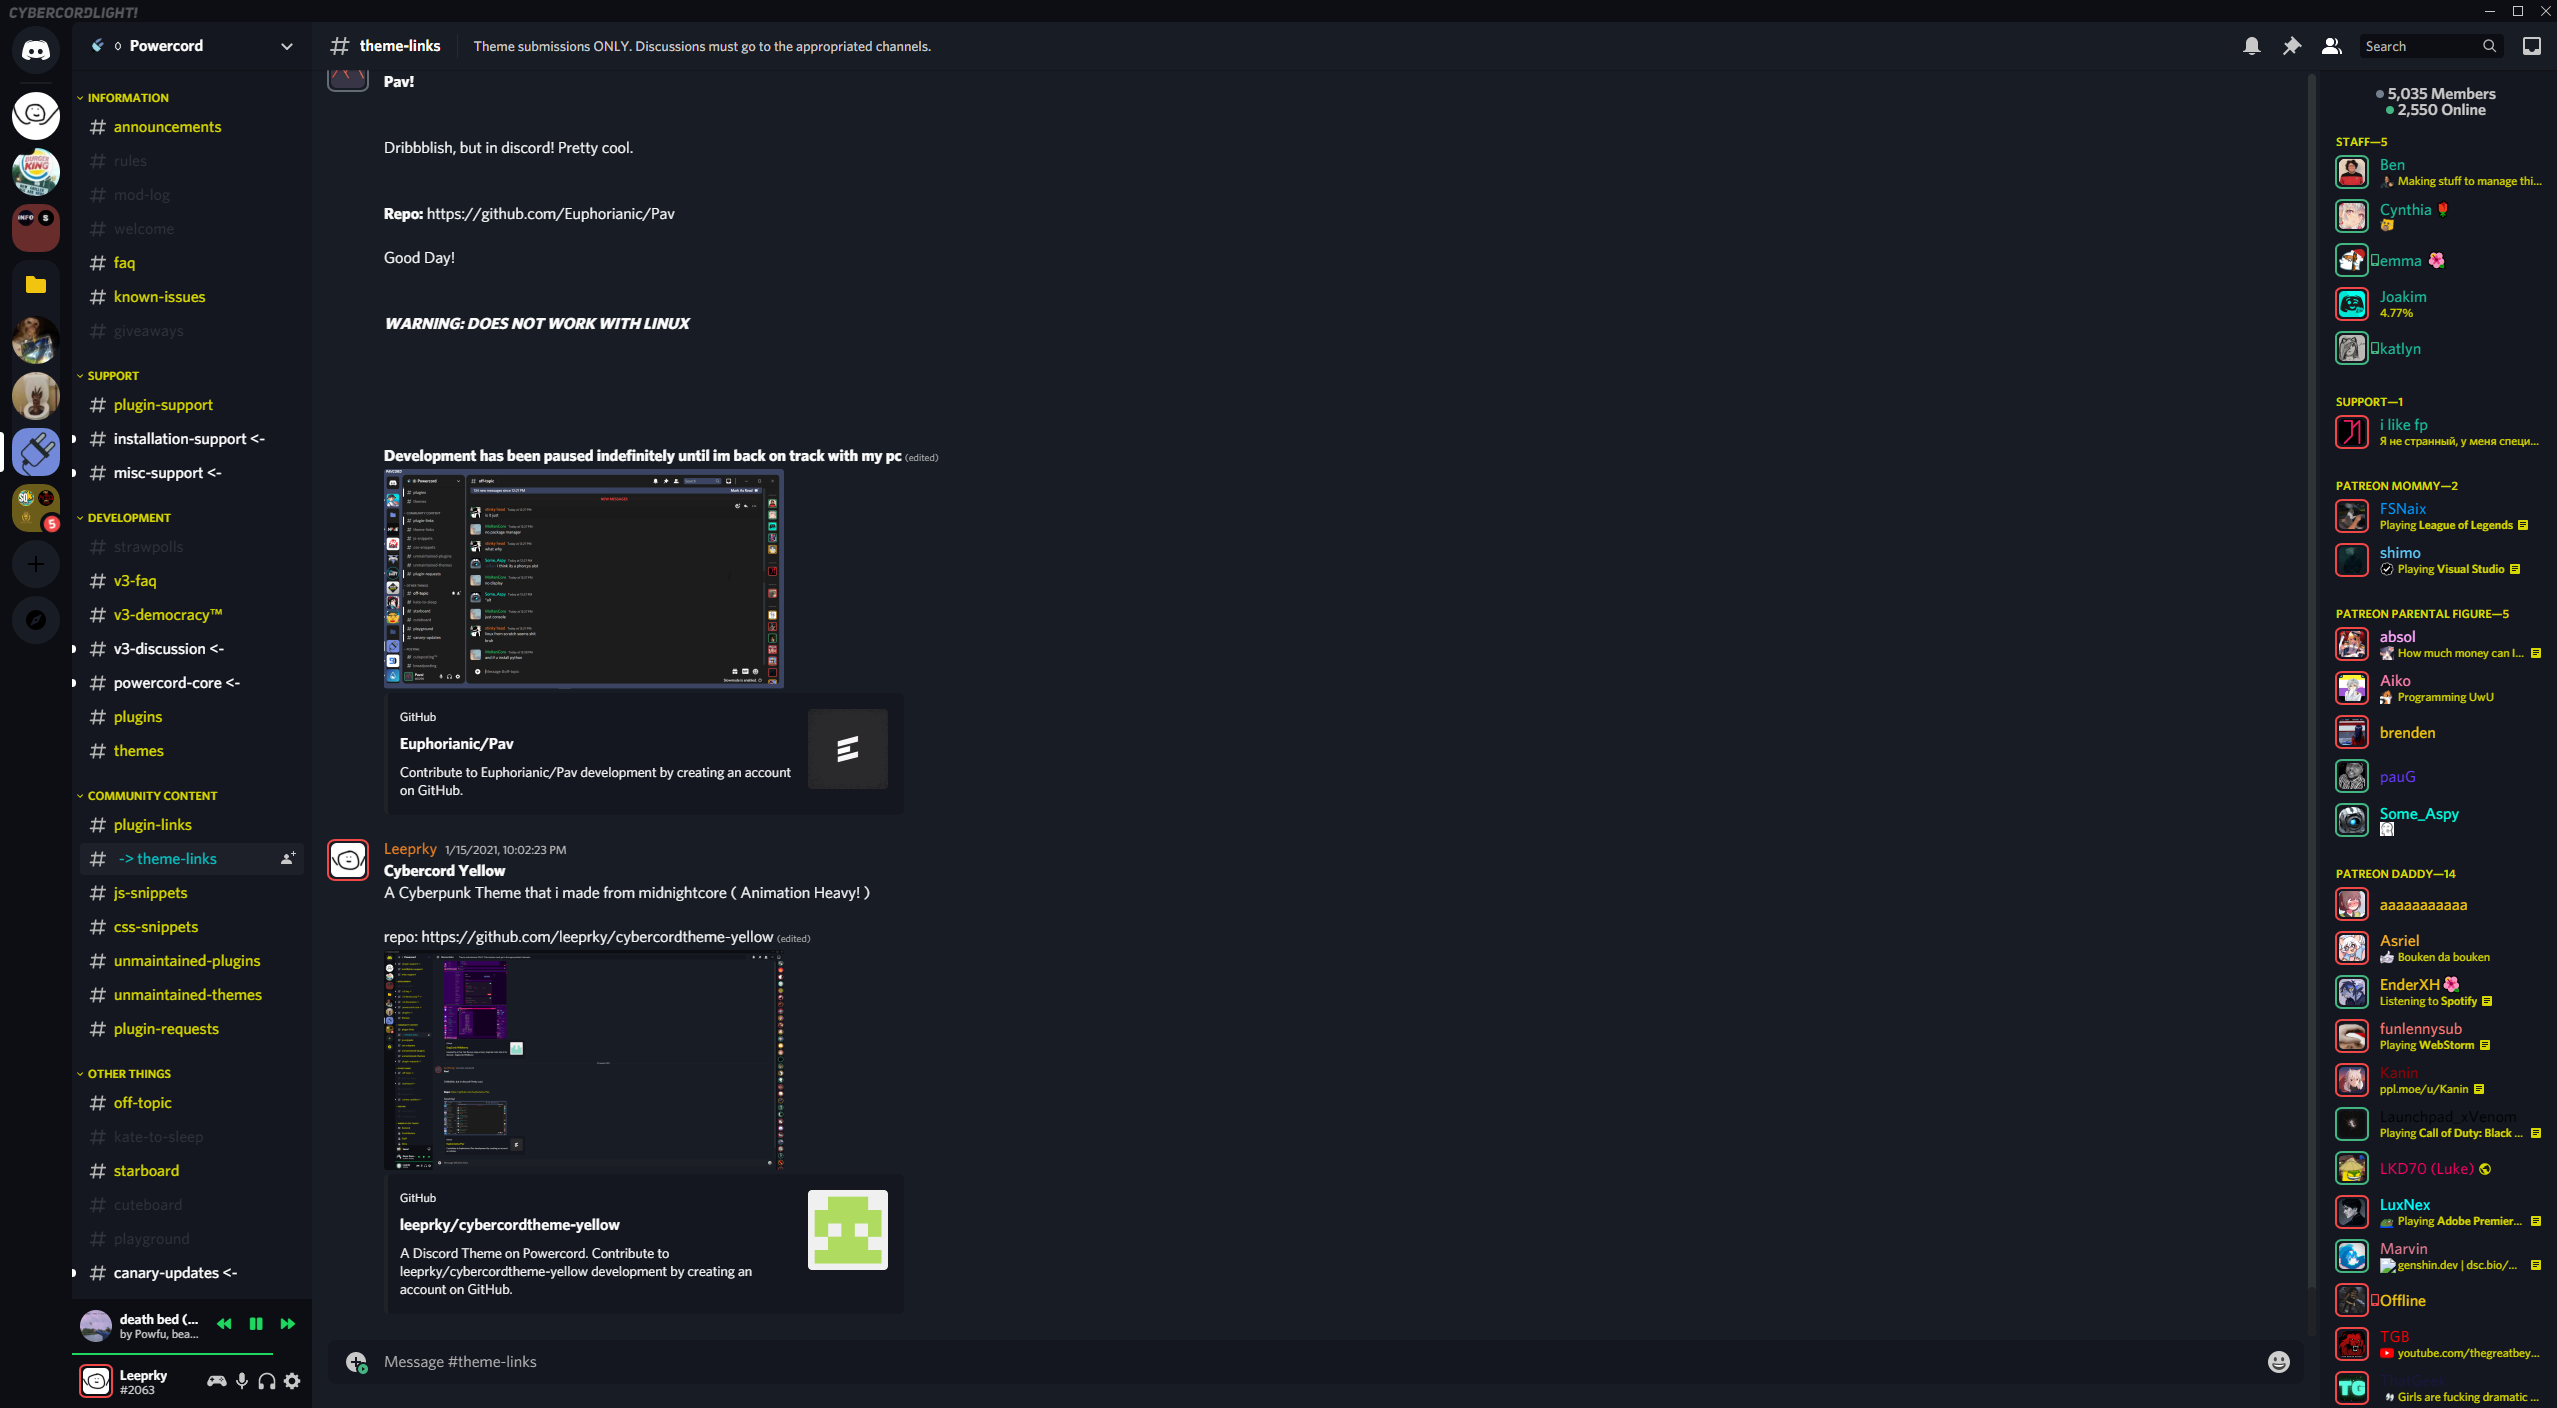 CYBERCORDLIGHT!
Powercord
INFORMATION
announcements
rules
mod-log
welcome
faq
known-issues
giveaways
SUPPORT
plugin-support
installation-support <-
misc-support <-
DEVELOPMENT
strawpolls
v3-faq
v3-democracy™
v3-discussion <-
powercord-core <-
plugins
themes
COMMUNITY CONTENT
plugin-links
-> theme-links
js-snippets
css-snippets
unmaintained-plugins
unmaintained-themes
plugin-requests
OTHER THINGS
off-topic
kate-to-sleep
starboard
cuteboard
playground
canary-updates <-
death bed (...
by Powfu, bea...
Leeprky
#2063
theme-links
Theme submissions ONLY. Discussions must go to the appropriated channels.
Search
Pav!
Dribbblish, but in discord! Pretty cool.
Repo: https://github.com/Euphorianic/Pav
Good Day!
WARNING: DOES NOT WORK WITH LINUX
Development has been paused indefinitely until im back on track with my pc (edited)
GitHub
Euphorianic/Pav
Contribute to Euphorianic/Pav development by creating an account
on GitHub.
Leeprky 1/15/2021, 10:02:23 PM
Cybercord Yellow
A Cyberpunk Theme that i made from midnightcore ( Animation Heavy! )
repo: https://github.com/leeprky/cybercordtheme-yellow (edited)
GitHub
leeprky/cybercordtheme-yellow
A Discord Theme on Powercord. Contribute to
leeprky/cybercordtheme-yellow development by creating an
account on GitHub.
Message #theme-links
5,035 Members
2,550 Online
STAFF—5
Ben
Making stuff to manage thi...
Cynthia
emma
Joakim
4.77%
katlyn
SUPPORT—1
i like fp
Я не странный, у меня специ...
PATREON MOMMY—2
FSNaix
Playing League of Legends
shimo
Playing Visual Studio
PATREON PARENTAL FIGURE—5
absol
How much money can I...
Aiko
Programming UwU
brenden
pauG
Some_Aspy
PATREON DADDY—14
aaaaaaaaaaa
Asriel
Bouken da bouken
EnderXH
Listening to Spotify
funlennysub
Playing WebStorm
Kanin
ppl.moe/u/Kanin
Launchpad_xVenom
Playing Call of Duty: Black ...
LKD70 (Luke)
LuxNex
Playing Adobe Premier...
Marvin
genshin.dev | dsc.bio/...
Offline
TGB
youtube.com/thegreatbey...
Girls are fucking dramatic ...